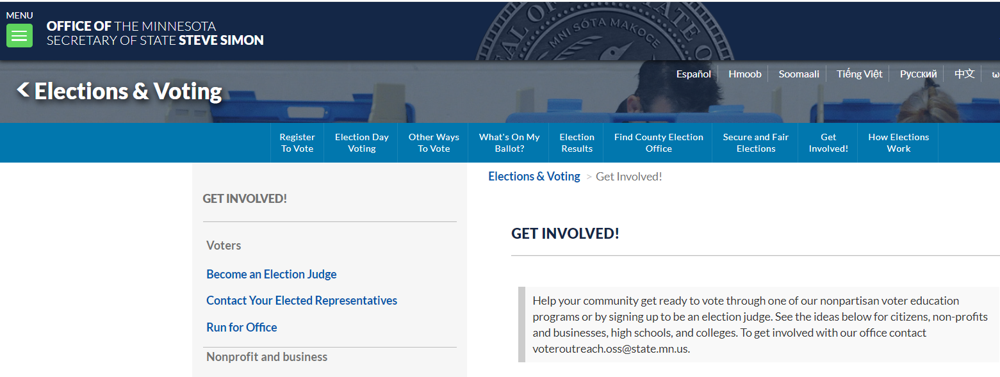 MENU
OFFICE OF THE MINNESOTA
SECRETARY OF STATE STEVE SIMON
MNI SÓTA MAKOCE
Español
Hmoob
Soomaali
Tiếng Việt
Русский
中文
< Elections & Voting
Register
To Vote
Election Day
Voting
Other Ways
To Vote
What's On My
Ballot?
Election
Results
Find County Election
Office
Secure and Fair
Elections
Get
Involved!
How Elections
Work
Elections & Voting > Get Involved!
GET INVOLVED!
Voters
Become an Election Judge
Contact Your Elected Representatives
Run for Office
Nonprofit and business
GET INVOLVED!
Help your community get ready to vote through one of our nonpartisan voter education
programs or by signing up to be an election judge. See the ideas below for citizens, non-profits
and businesses, high schools, and colleges. To get involved with our office contact
voteroutreach.oss@state.mn.us.